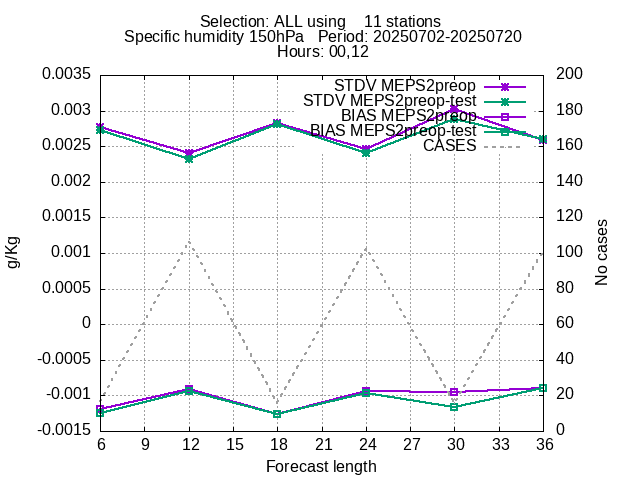 Selection: ALL using    11 stations
Specific humidity 150hPa   Period: 20250702-20250720
Hours: 00,12
0.0035
0.003
0.0025
0.002
0.0015
0.001
0.0005
0
-0.0005
-0.001
-0.0015
g/Kg
STDV MEPS2preop
STDV MEPS2preop-test
BIAS MEPS2preop
BIAS MEPS2preop-test
CASES
200
180
160
140
120
100
80
60
40
20
0
No cases
6 9 12 15 18 21 24 27 30 33 36
Forecast length